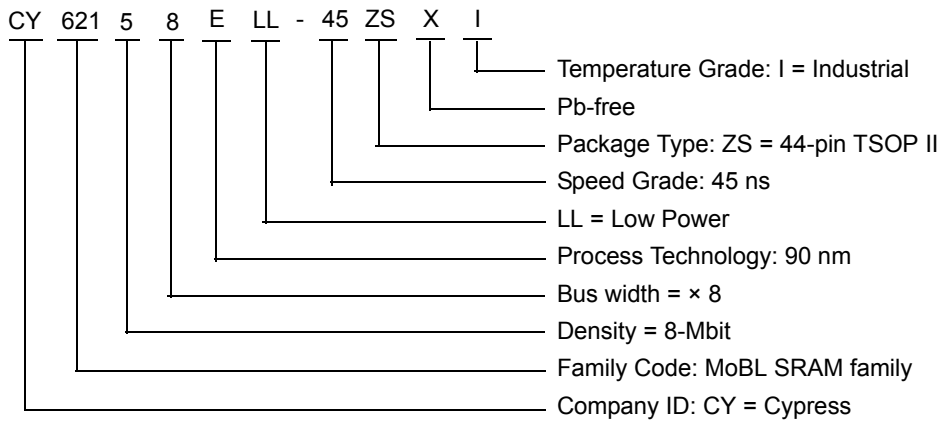 CY 621 5 8 E LL - 45 ZS X I
Temperature Grade: I = Industrial
Pb-free
Package Type: ZS = 44-pin TSOP II
Speed Grade: 45 ns
LL = Low Power
Process Technology: 90 nm
Bus width = × 8
Density = 8-Mbit
Family Code: MoBL SRAM family
Company ID: CY = Cypress